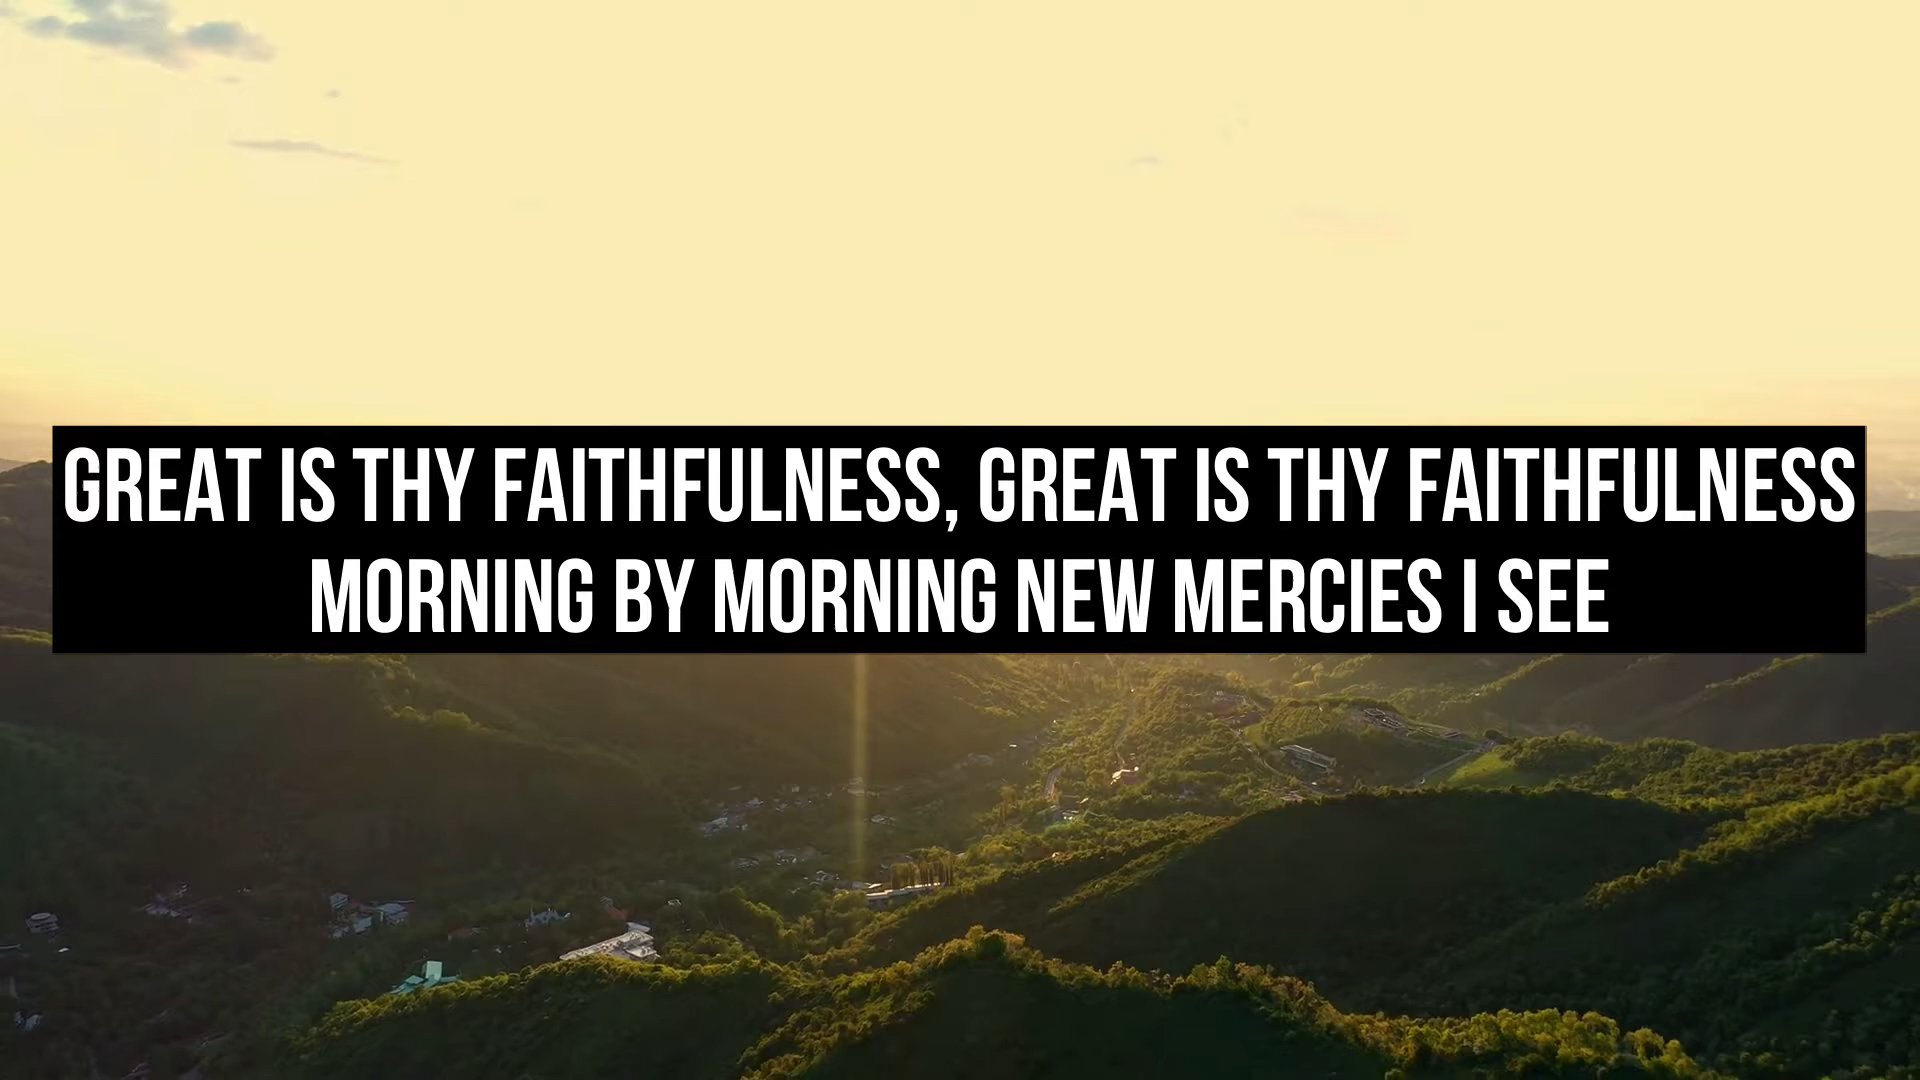 GREAT IS THY FAITHFULNESS, GREAT IS THY FAITHFULNESS
MORNING BY MORNING NEW MERCIES I SEE